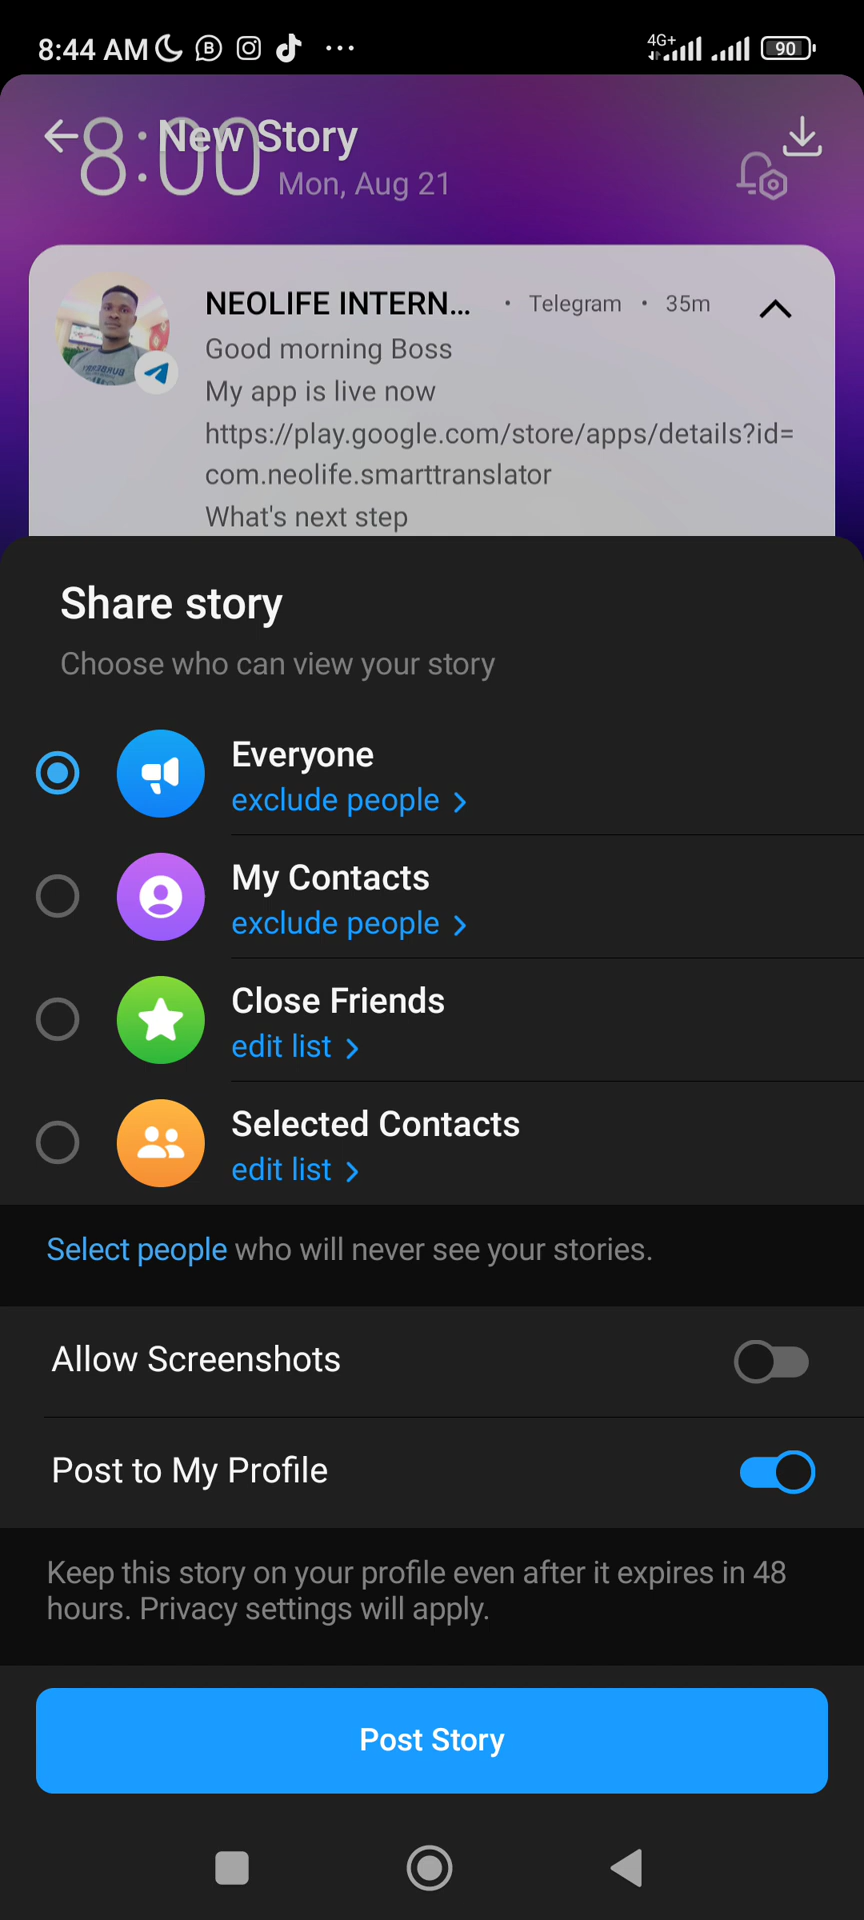 8:44 AM
4G+
90
New Story
8:00
Mon, Aug 21
NEOLIFE INTERN... • Telegram • 35m
Good morning Boss
My app is live now
https://play.google.com/store/apps/details?id=
com.neolife.smarttranslator
What's next step
Share story
Choose who can view your story
Everyone
exclude people
My Contacts
exclude people
Close Friends
edit list
Selected Contacts
edit list
Select people who will never see your stories.
Allow Screenshots
Post to My Profile
Keep this story on your profile even after it expires in 48
hours. Privacy settings will apply.
Post Story